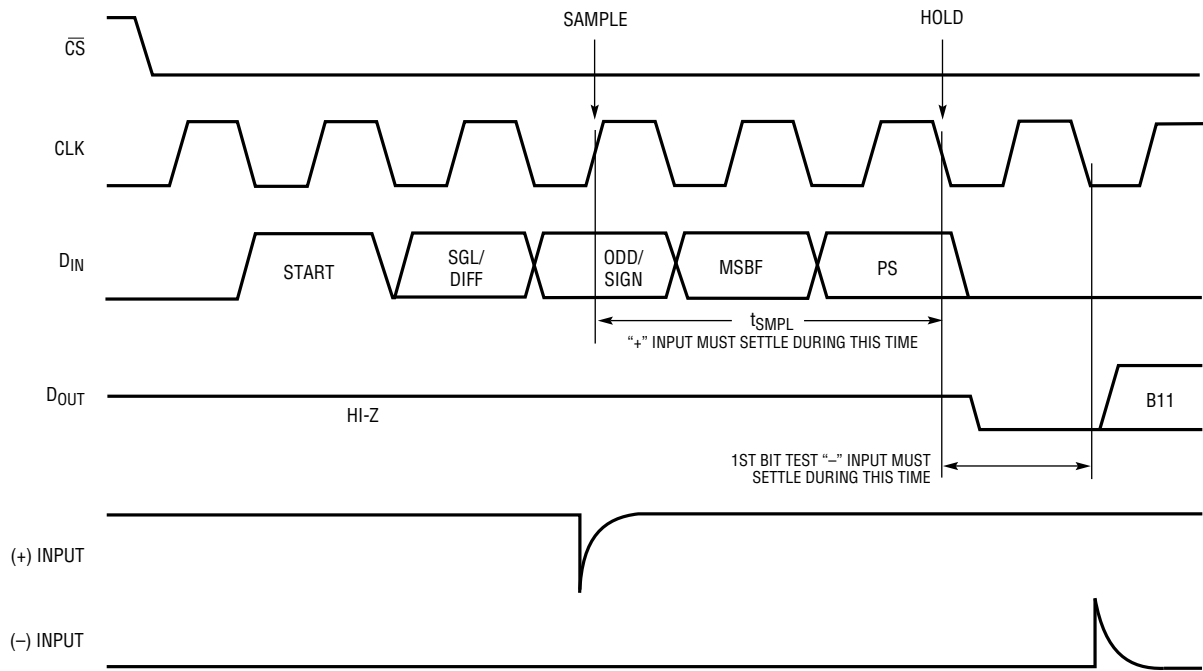 SAMPLE
HOLD
C̅S̅
CLK
DIN
START
SGL/
DIFF
ODD/
SIGN
MSBF
PS
tSMPL
“+” INPUT MUST SETTLE DURING THIS TIME
DOUT
HI-Z
B11
1ST BIT TEST “–” INPUT MUST
SETTLE DURING THIS TIME
(+) INPUT
(–) INPUT